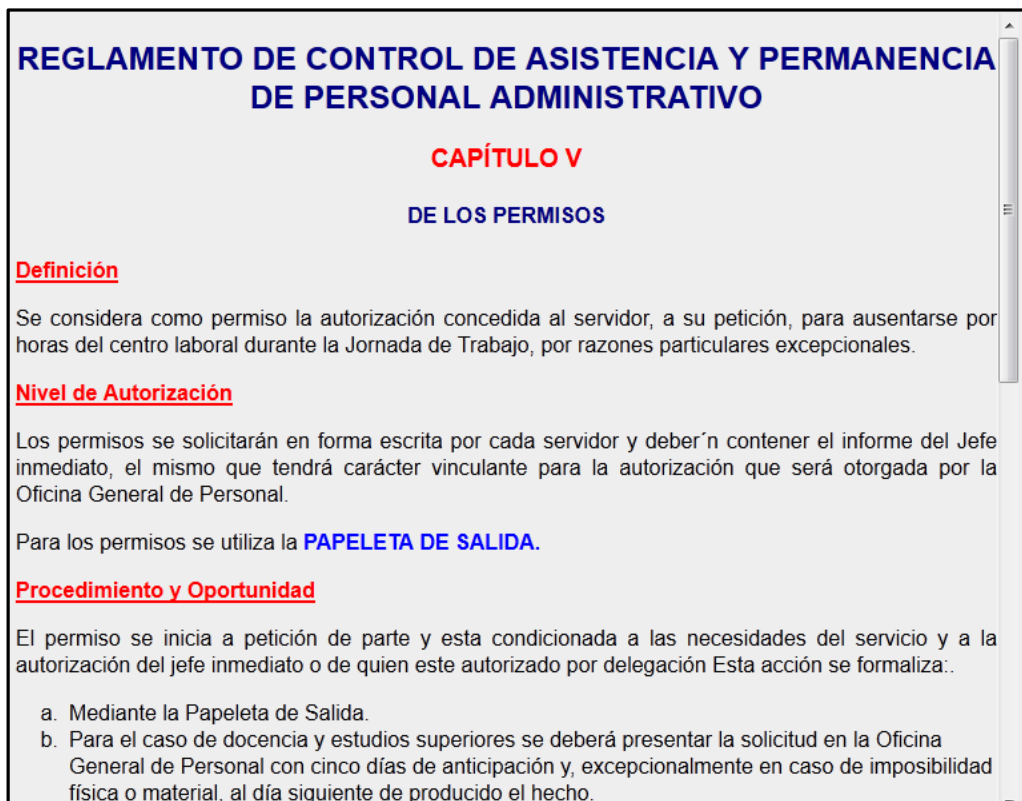 REGLAMENTO DE CONTROL DE ASISTENCIA Y PERMANENCIA
DE PERSONAL ADMINISTRATIVO
CAPÍTULO V
DE LOS PERMISOS
Definición
Se considera como permiso la autorización concedida al servidor, a su petición, para ausentarse por
horas del centro laboral durante la Jornada de Trabajo, por razones particulares excepcionales.
Nivel de Autorización
Los permisos se solicitarán en forma escrita por cada servidor y deber´n contener el informe del Jefe
inmediato, el mismo que tendrá carácter vinculante para la autorización que será otorgada por la
Oficina General de Personal.
Para los permisos se utiliza la PAPELETA DE SALIDA.
Procedimiento y Oportunidad
El permiso se inicia a petición de parte y esta condicionada a las necesidades del servicio y a la
autorización del jefe inmediato o de quien este autorizado por delegación Esta acción se formaliza:.
a. Mediante la Papeleta de Salida.
b. Para el caso de docencia y estudios superiores se deberá presentar la solicitud en la Oficina
General de Personal con cinco días de anticipación y, excepcionalmente en caso de imposibilidad
física o material, al día siguiente de producido el hecho.